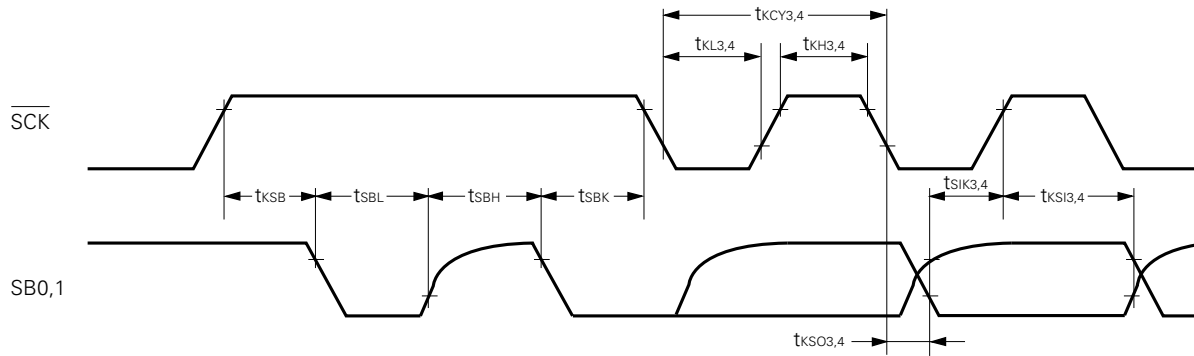 tKCY3,4
tKL3,4 tKH3,4
SCK
tKSB tSBL tSBH tSBK tSIK3,4 tKSI3,4
SB0,1
tKSO3,4